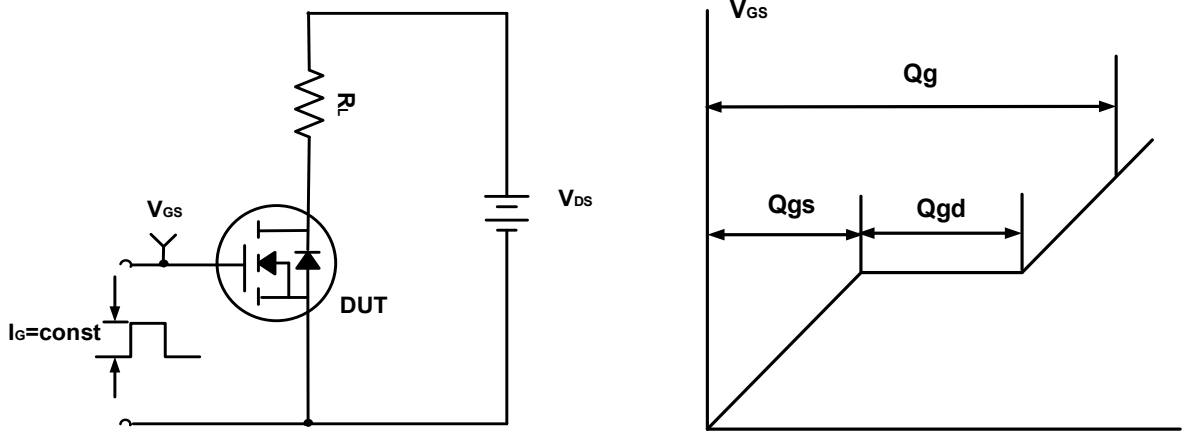 RL
VDS
VGS
DUT
IG=const
VGS
Qg
Qgs
Qgd